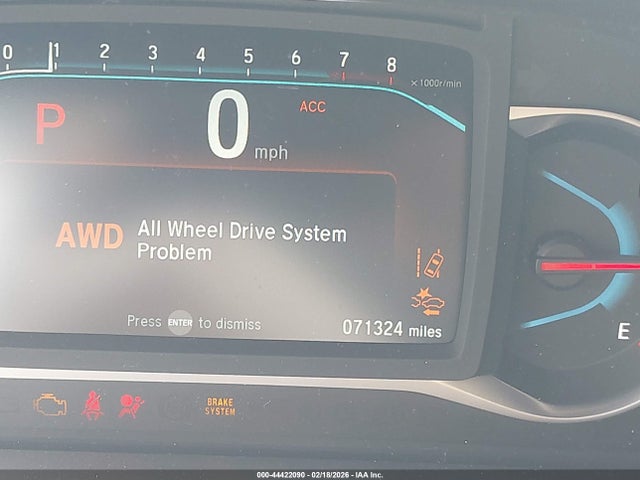 0 1 2 3 4 5 6 7 8
x1000r/min
P 0 mph ACC
AWD All Wheel Drive System
Problem
Press ENTER to dismiss
071324 miles
E
BRAKE
SYSTEM
000-44422090 - 02/18/2026 - IAA Inc.